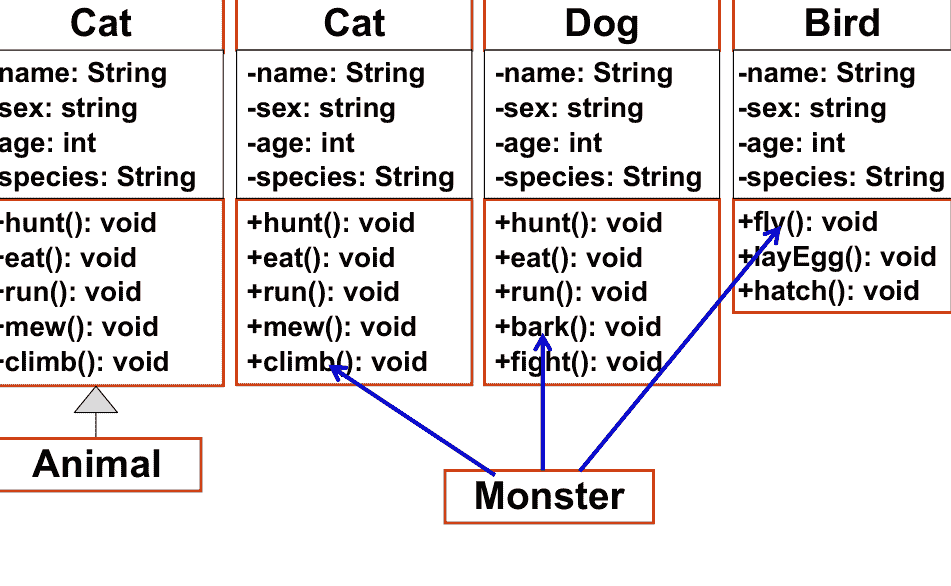 Cat
name: String
sex: string
age: int
species: String
+hunt(): void
+eat(): void
+run(): void
+mew(): void
+climb(): void
Animal
Cat
-name: String
-sex: string
-age: int
-species: String
+hunt(): void
+eat(): void
+run(): void
+mew(): void
+climb(): void
Dog
-name: String
-sex: string
-age: int
-species: String
+hunt(): void
+eat(): void
+run(): void
+bark(): void
+fight(): void
Bird
-name: String
-sex: string
-age: int
-species: String
+fly(): void
+layEgg(): void
+hatch(): void
Monster